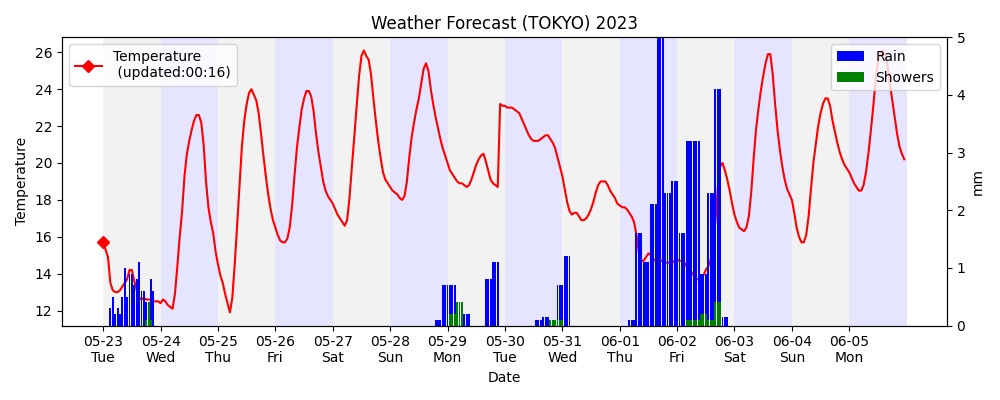 Weather Forecast (TOKYO) 2023
Temperature
(updated:00:16)
Rain
Showers
Temperature
26
24
22
20
18
16
14
12
5
4
3
2
1
0
mm
05-23 05-24 05-25 05-26 05-27 05-28 05-29 05-30 05-31 06-01 06-02 06-03 06-04 06-05
Tue Wed Thu Fri Sat Sun Mon Tue Wed Thu Fri Sat Sun Mon
Date